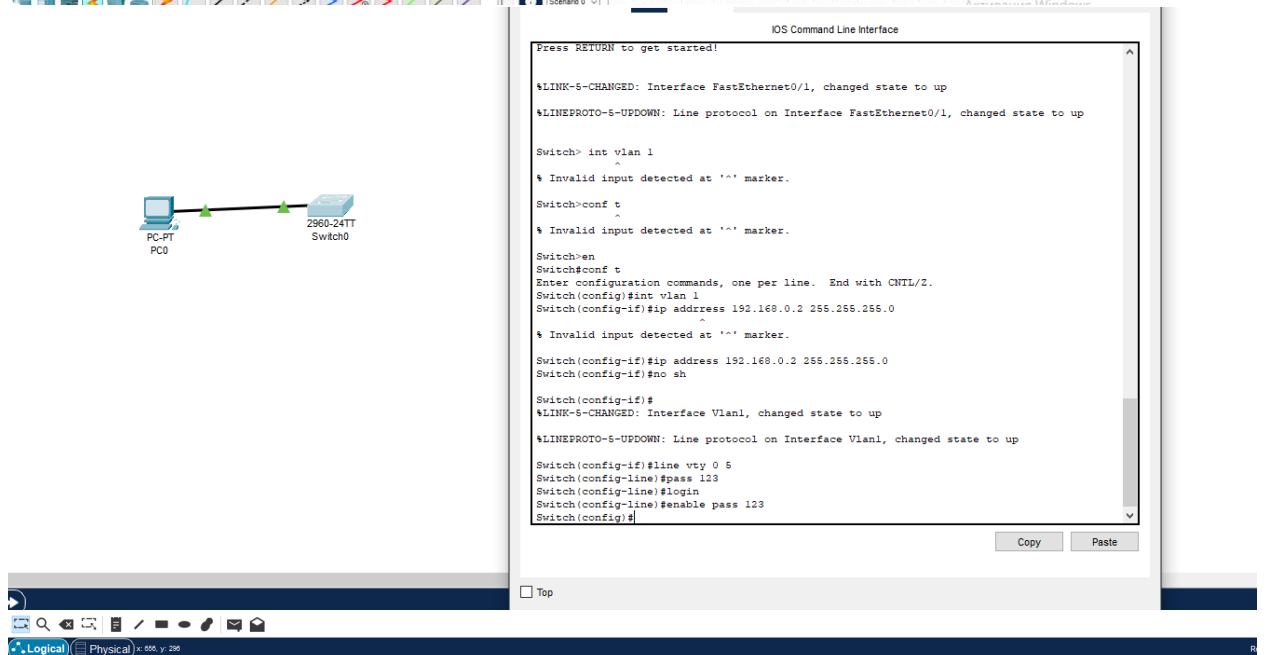 Scenario 0
Активация Windows
IOS Command Line Interface
Press RETURN to get started!
%LINK-5-CHANGED: Interface FastEthernet0/1, changed state to up
%LINEPROTO-5-UPDOWN: Line protocol on Interface FastEthernet0/1, changed state to up
Switch> int vlan 1
^
% Invalid input detected at '^' marker.
Switch>conf t
^
% Invalid input detected at '^' marker.
Switch>en
Switch#conf t
Enter configuration commands, one per line. End with CNTL/Z.
Switch(config)#int vlan 1
Switch(config-if)#ip addrress 192.168.0.2 255.255.255.0
^
% Invalid input detected at '^' marker.
Switch(config-if)#ip address 192.168.0.2 255.255.255.0
Switch(config-if)#no sh
Switch(config-if)#
%LINK-5-CHANGED: Interface Vlan1, changed state to up
%LINEPROTO-5-UPDOWN: Line protocol on Interface Vlan1, changed state to up
Switch(config-if)#line vty 0 5
Switch(config-line)#pass 123
Switch(config-line)#login
Switch(config-line)#enable pass 123
Switch(config)#
PC-PT
PC0
2960-24TT
Switch0
Copy
Paste
Top
Logical
Physical
x: 656, y: 296